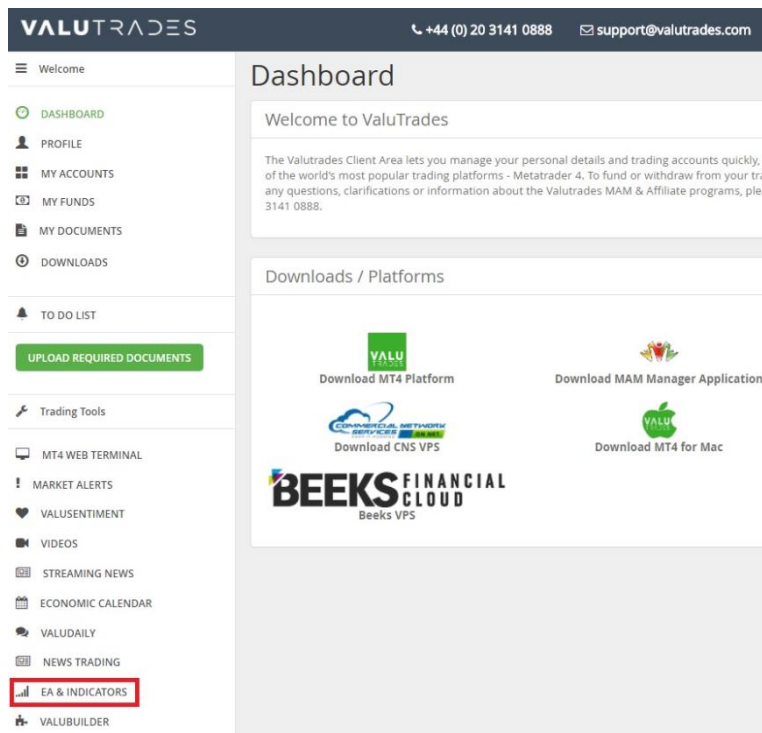 VALUTRADES
+44 (0) 20 3141 0888 support@valutrades.com
Welcome
DASHBOARD
PROFILE
MY ACCOUNTS
MY FUNDS
MY DOCUMENTS
DOWNLOADS
TO DO LIST
UPLOAD REQUIRED DOCUMENTS
Trading Tools
MT4 WEB TERMINAL
MARKET ALERTS
VALUSENTIMENT
VIDEOS
STREAMING NEWS
ECONOMIC CALENDAR
VALUDAILY
NEWS TRADING
EA & INDICATORS
VALUBUILDER
Dashboard
Welcome to ValuTrades
The Valutrades Client Area lets you manage your personal details and trading accounts quickly,
of the world's most popular trading platforms - Metatrader 4. To fund or withdraw from your tra
any questions, clarifications or information about the Valutrades MAM & Affiliate programs, ple
3141 0888.
Downloads / Platforms
VALU
TRADES
Download MT4 Platform
Download MAM Manager Application
COMMERCIAL NETWORK
SERVICES
Download CNS VPS
VALU
TRADES
Download MT4 for Mac
BEEKS FINANCIAL
CLOUD
Beeks VPS